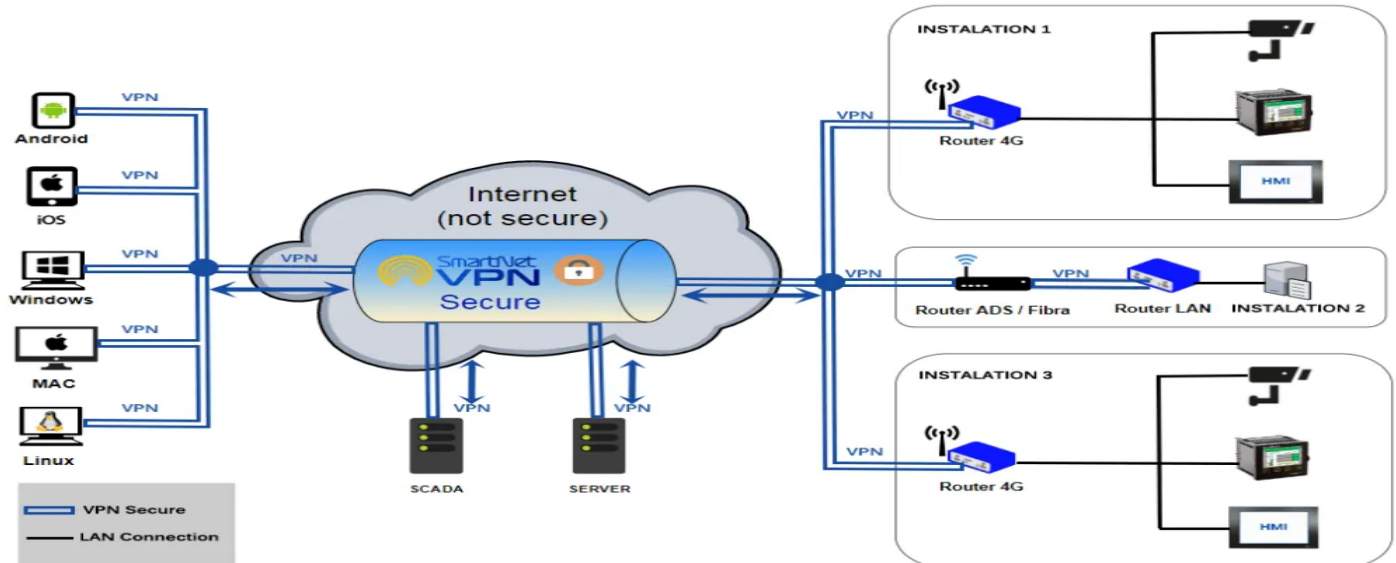 INSTALATION 1
VPN
Android
VPN
Router 4G
VPN
iOS
HMI
Internet
(not secure)
VPN
Windows
VPN
SmartNet
VPN
Secure
VPN
VPN
Router ADS / Fibra
Router LAN
INSTALATION 2
VPN
MAC
INSTALATION 3
VPN
Linux
VPN
VPN
SCADA
SERVER
VPN
Router 4G
HMI
VPN Secure
LAN Connection